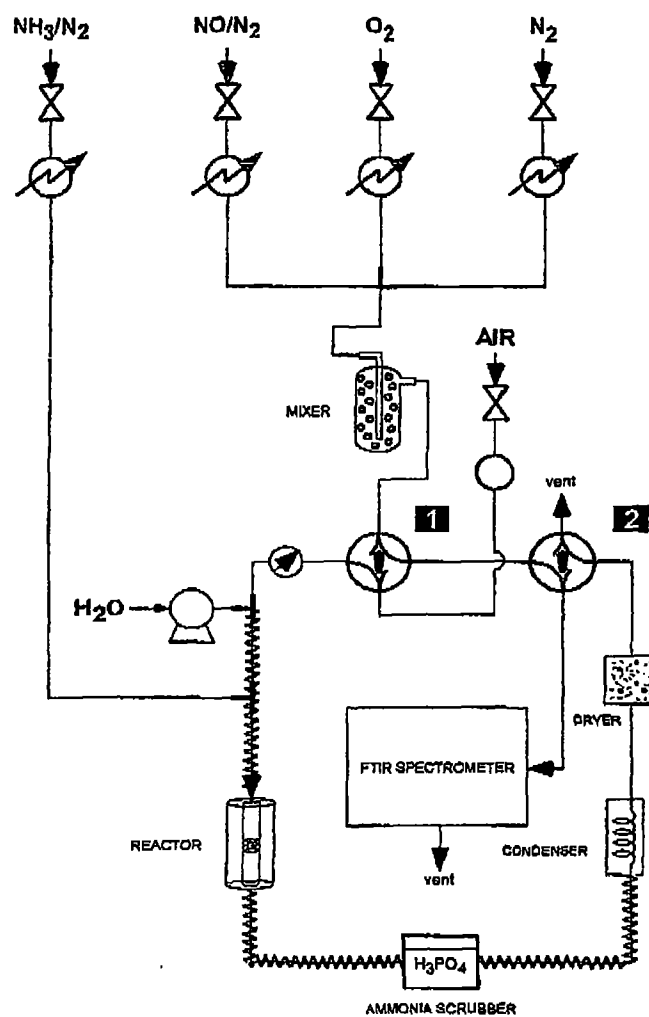 NH3/N2 NO/N2 O2 N2
AIR
MIXER
vent
1 2
H2O
DRYER
FTIR SPECTROMETER
REACTOR
CONDENSER
vent
H3PO4
AMMONIA SCRUBBER